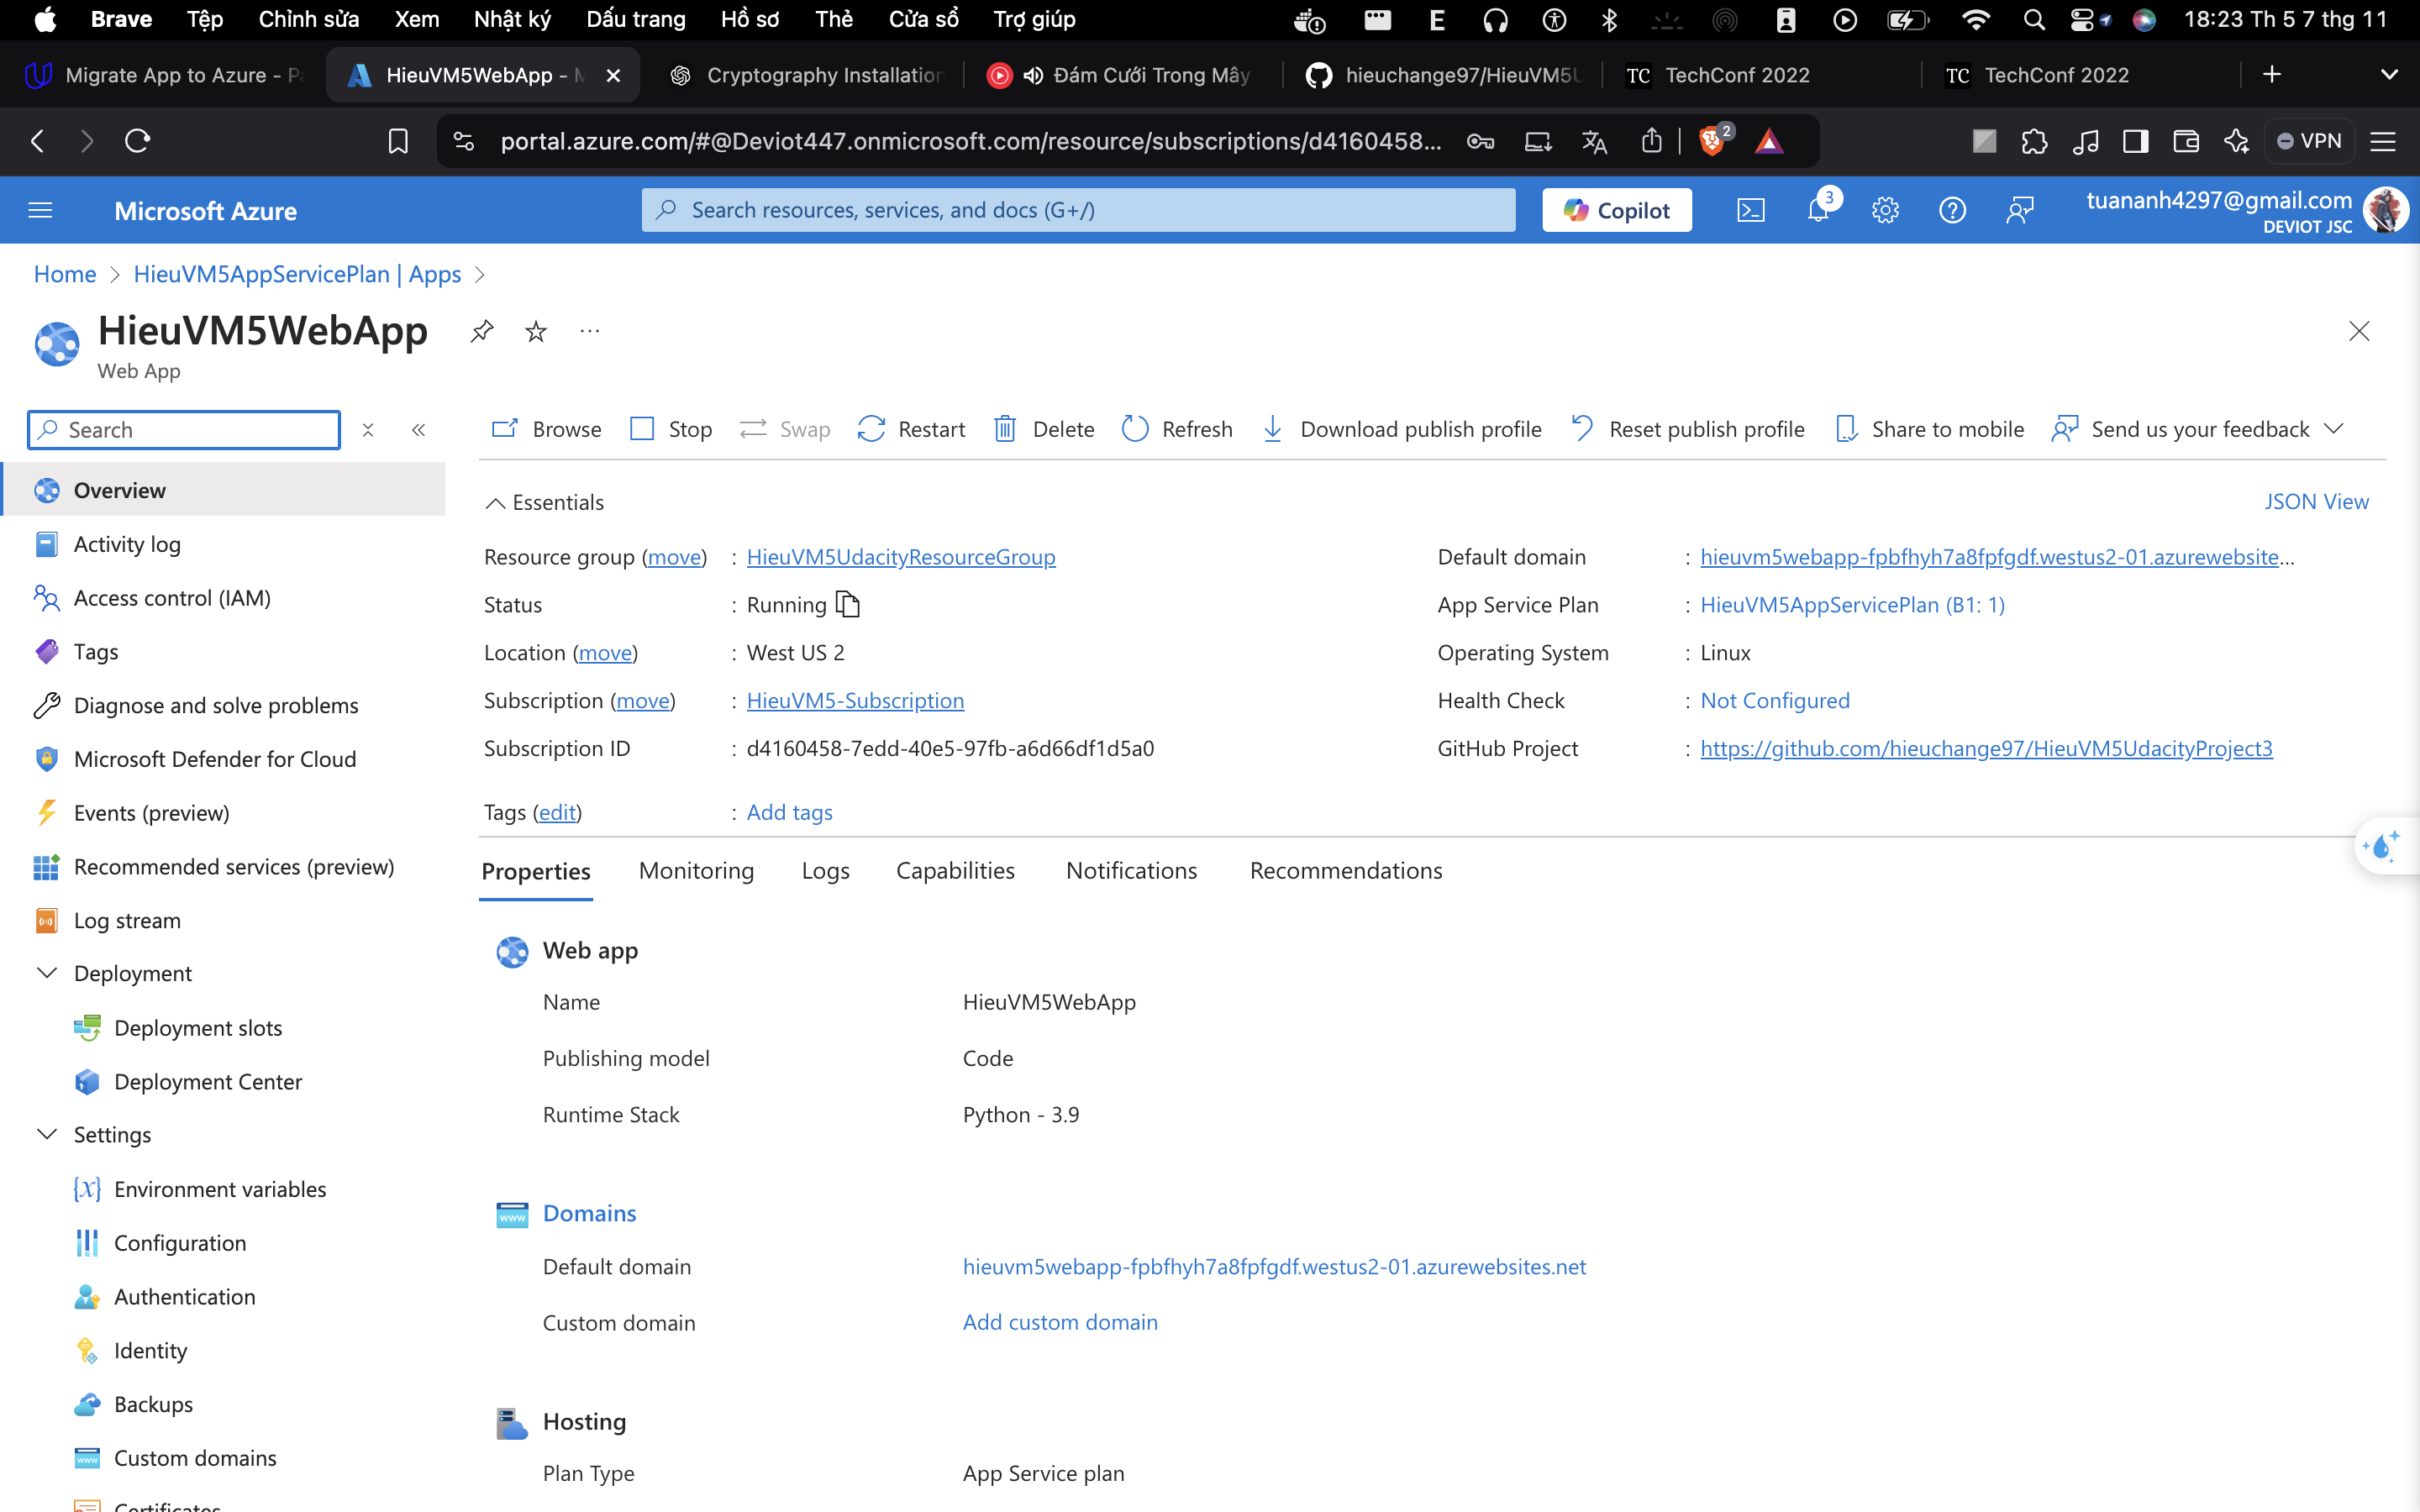 Brave Tệp Chỉnh sửa Xem Nhật ký Dấu trang Hồ sơ Thẻ Cửa sổ Trợ giúp E 18:23 Th 5 7 thg 11
Migrate App to Azure - Pa HieuVM5WebApp - M Cryptography Installation Đám Cưới Trong Mây hieuchange97/HieuVM5U TC TechConf 2022 TC TechConf 2022
portal.azure.com/#@Deviot447.onmicrosoft.com/resource/subscriptions/d4160458... 2 VPN
Microsoft Azure Search resources, services, and docs (G+/) Copilot 3 tuananh4297@gmail.com
DEVIOT JSC
Home > HieuVM5AppServicePlan | Apps >
HieuVM5WebApp ...
Web App
Search
Browse Stop Swap Restart Delete Refresh Download publish profile Reset publish profile Share to mobile Send us your feedback
Overview
Activity log
Access control (IAM)
Tags
Diagnose and solve problems
Microsoft Defender for Cloud
Events (preview)
Recommended services (preview)
Log stream
Deployment
Deployment slots
Deployment Center
Settings
Environment variables
Configuration
Authentication
Identity
Backups
Custom domains
Certificates
Essentials JSON View
Resource group (move) : HieuVM5UdacityResourceGroup
Status : Running
Location (move) : West US 2
Subscription (move) : HieuVM5-Subscription
Subscription ID : d4160458-7edd-40e5-97fb-a6d66df1d5a0
Default domain : hieuvm5webapp-fpbfhyh7a8fpfgdf.westus2-01.azurewebsite...
App Service Plan : HieuVM5AppServicePlan (B1: 1)
Operating System : Linux
Health Check : Not Configured
GitHub Project : https://github.com/hieuchange97/HieuVM5UdacityProject3
Tags (edit) : Add tags
Properties Monitoring Logs Capabilities Notifications Recommendations
Web app
Name HieuVM5WebApp
Publishing model Code
Runtime Stack Python - 3.9
Domains
Default domain hieuvm5webapp-fpbfhyh7a8fpfgdf.westus2-01.azurewebsites.net
Custom domain Add custom domain
Hosting
Plan Type App Service plan